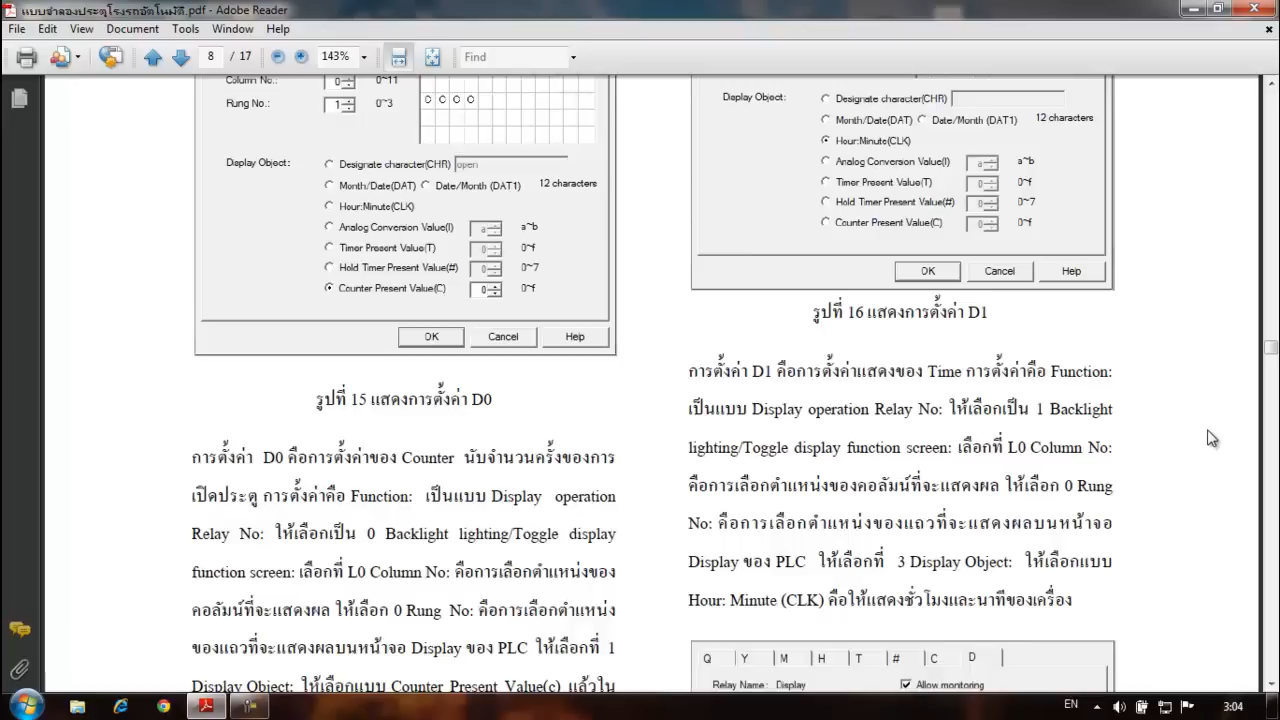 แบบจำลองประตูโรงรถอัตโนมัติ.pdf - Adobe Reader
File Edit View Document Tools Window Help
8 / 17 143% Find
Column No.: 0 0~11
Rung No.: 1 0~3
Display Object: Designate character(CHR) open
Month/Date(DAT) Date/Month (DAT1) 12 characters
Hour:Minute(CLK)
Analog Conversion Value(I) a a~b
Timer Present Value(T) 0 0~f
Hold Timer Present Value(#) 0 0~7
Counter Present Value(C) 0 0~f
OK Cancel Help
รูปที่ 15 แสดงการตั้งค่า D0
การตั้งค่า D0 คือการตั้งค่าของ Counter นับจำนวนครั้งของการ
เปิดประตู การตั้งค่าคือ Function: เป็นแบบ Display operation
Relay No: ให้เลือกเป็น 0 Backlight lighting/Toggle display
function screen: เลือกที่ L0 Column No: คือการเลือกตำแหน่งของ
คอลัมน์ที่จะแสดงผล ให้เลือก 0 Rung No: คือการเลือกตำแหน่ง
ของแถวที่จะแสดงผลบนหน้าจอ Display ของ PLC ให้เลือกที่ 1
Display Object: ให้เลือกแบบ Counter Present Value(c) แล้วใน
Display Object: Designate character(CHR)
Month/Date(DAT) Date/Month (DAT1) 12 characters
Hour:Minute(CLK)
Analog Conversion Value(I) a a~b
Timer Present Value(T) 0 0~f
Hold Timer Present Value(#) 0 0~7
Counter Present Value(C) 0 0~f
OK Cancel Help
รูปที่ 16 แสดงการตั้งค่า D1
การตั้งค่า D1 คือการตั้งค่าแสดงของ Time การตั้งค่าคือ Function:
เป็นแบบ Display operation Relay No: ให้เลือกเป็น 1 Backlight
lighting/Toggle display function screen: เลือกที่ L0 Column No:
คือการเลือกตำแหน่งของคอลัมน์ที่จะแสดงผล ให้เลือก 0 Rung
No: คือการเลือกตำแหน่งของแถวที่จะแสดงผลบนหน้าจอ
Display ของ PLC ให้เลือกที่ 3 Display Object: ให้เลือกแบบ
Hour: Minute (CLK) คือให้แสดงชั่วโมงและนาทีของเครื่อง
Q Y M H T # C D
Relay Name: Display Allow monitoring
EN 3:04